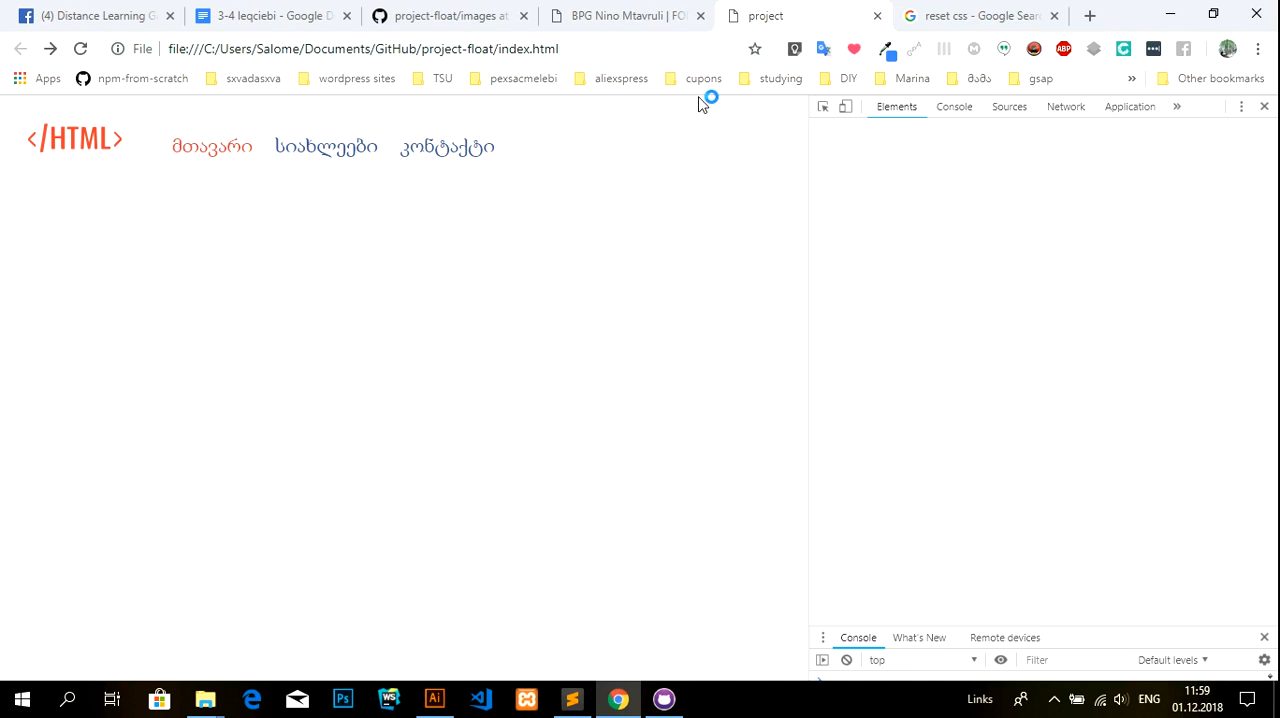 (4) Distance Learning G
3-4 leqciebi - Google D
project-float/images at
BPG Nino Mtavruli | FO
project
reset css - Google Sear
File
file:///C:/Users/Salome/Documents/GitHub/project-float/index.html
Apps
npm-from-scratch
sxvadasxva
wordpress sites
TSU
pexsacmelebi
aliexspress
cupons
studying
DIY
Marina
მამა
gsap
»
Other bookmarks
</HTML>
მთავარი
სიახლეები
კონტაქტი
Elements
Console
Sources
Network
Application
»
Console
What's New
Remote devices
top
Filter
Default levels
Links
ENG
11:59
01.12.2018